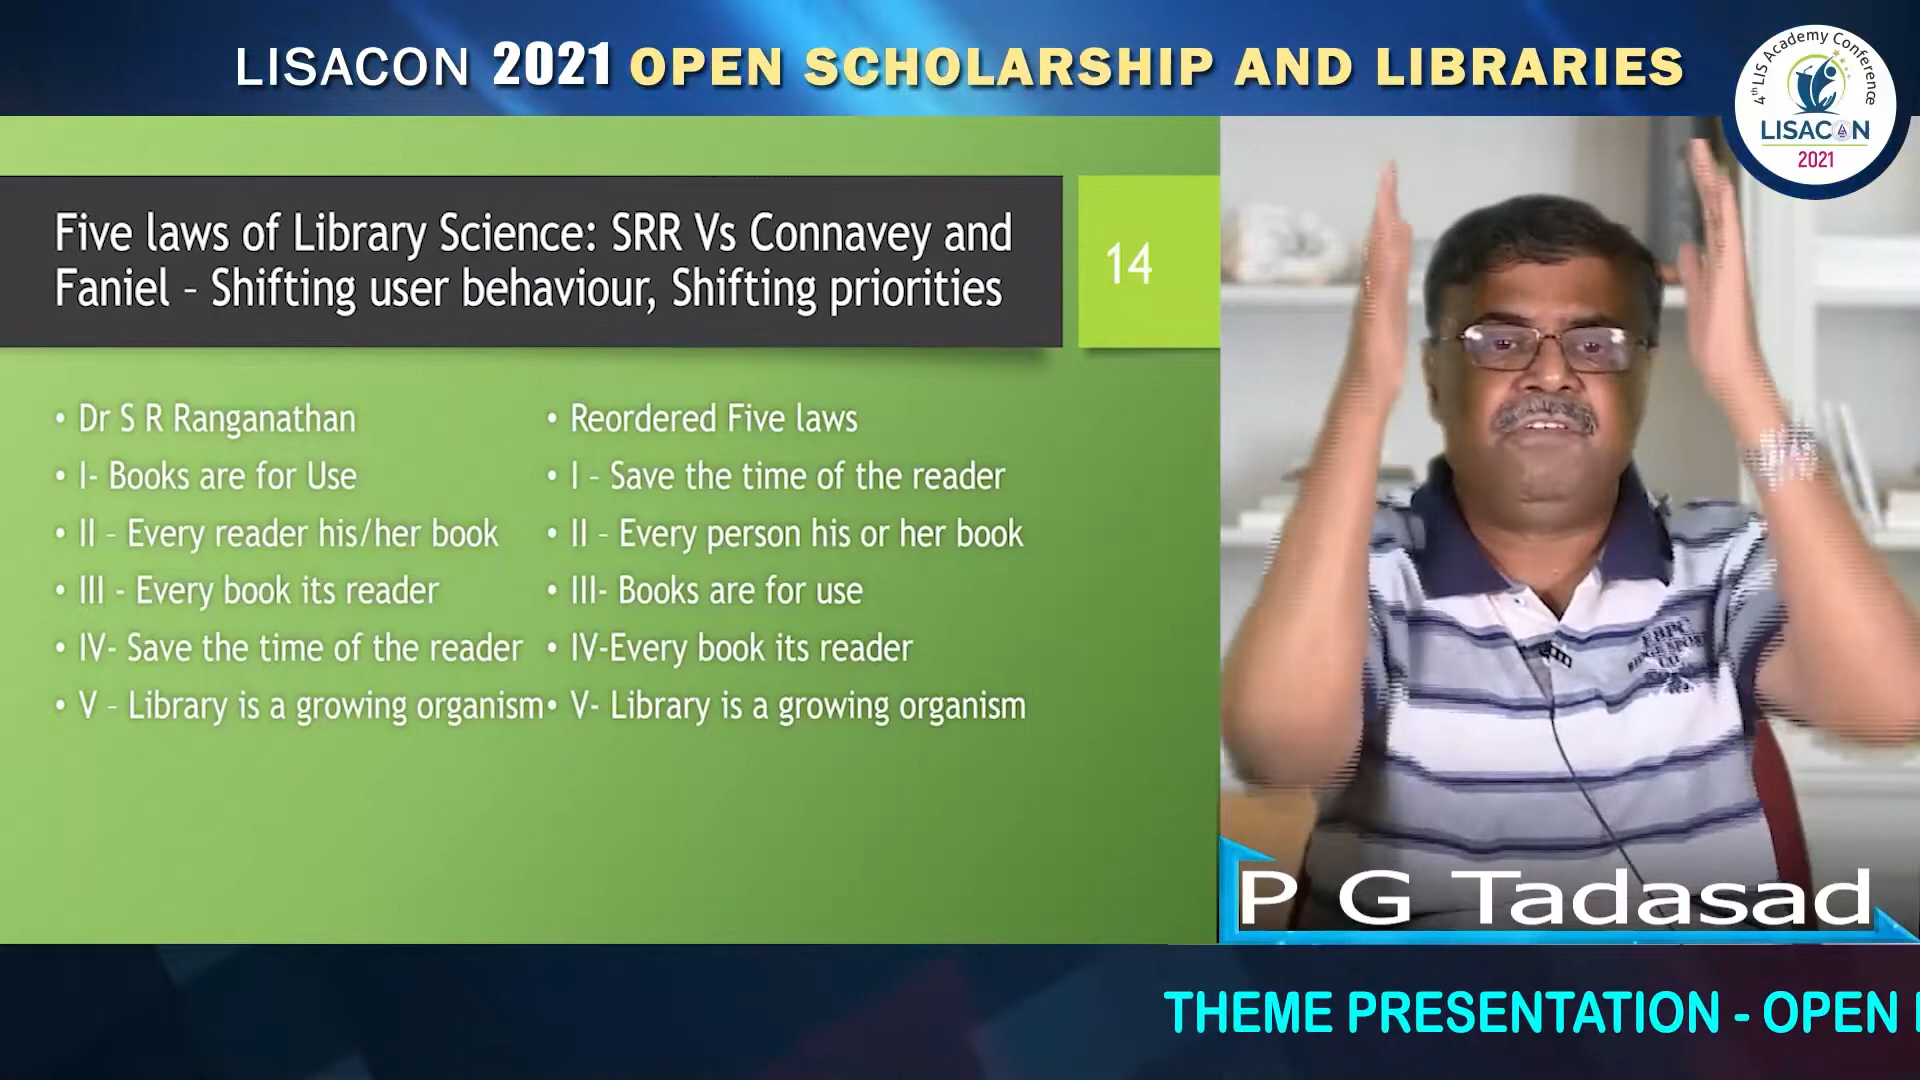 LISACON 2021 OPEN SCHOLARSHIP AND LIBRARIES
4th LIS Academy Conference
LISACON
2021
Five laws of Library Science: SRR Vs Connavey and
Faniel – Shifting user behaviour, Shifting priorities
14
• Dr S R Ranganathan
• I- Books are for Use
• II – Every reader his/her book
• III - Every book its reader
• IV- Save the time of the reader
• V – Library is a growing organism
• Reordered Five laws
• I – Save the time of the reader
• II – Every person his or her book
• III- Books are for use
• IV-Every book its reader
• V- Library is a growing organism
P G Tadasad
THEME PRESENTATION - OPEN